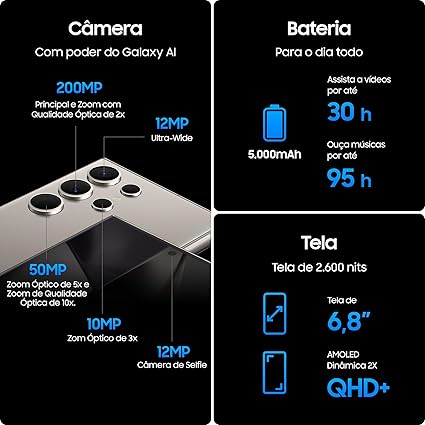 Câmera
Com poder do Galaxy AI
200MP
Principal e Zoom com
Qualidade Óptica de 2x
12MP
Ultra-Wide
50MP
Zoom Óptico de 5x e
Zoom de Qualidade
Óptica de 10x.
10MP
Zom Óptico de 3x
12MP
Câmera de Selfie
Bateria
Para o dia todo
5.000mAh
Assista a vídeos
por até
30 h
Ouça músicas
por até
95 h
Tela
Tela de 2.600 nits
Tela de
6,8”
AMOLED
Dinâmica 2X
QHD+